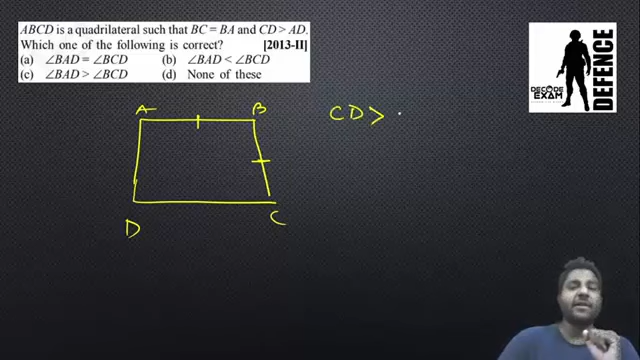 ABCD is a quadrilateral such that BC = BA and CD > AD.
Which one of the following is correct? [2013-II]
(a) ∠BAD = ∠BCD (b) ∠BAD < ∠BCD
(c) ∠BAD > ∠BCD (d) None of these
DECODE
EXAM
DEFENCE
A B
CD >
D C